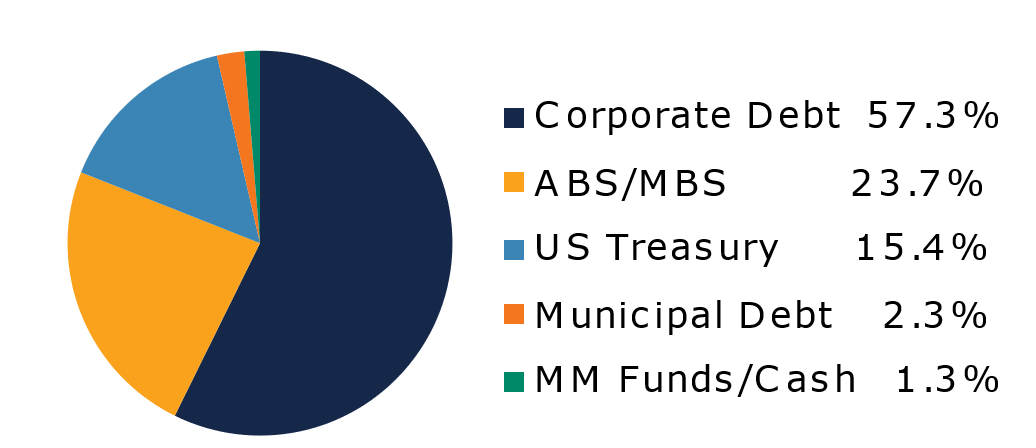 Corporate Debt 57.3%
ABS/MBS 23.7%
US Treasury 15.4%
Municipal Debt 2.3%
MM Funds/Cash 1.3%